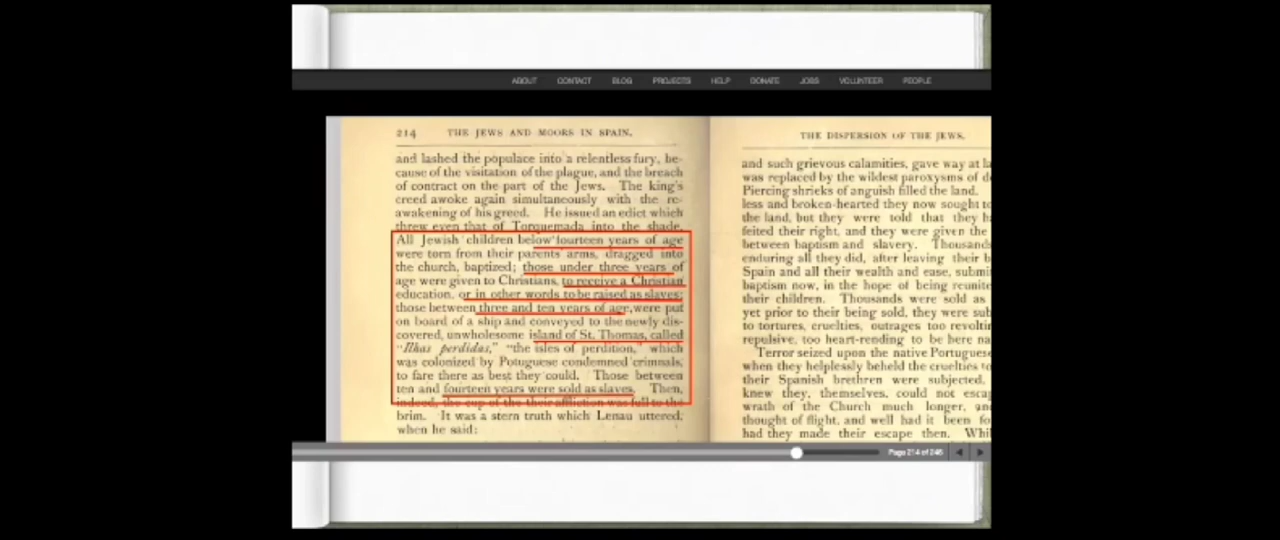 ABOUT CONTACT BLOG PROJECTS HELP DONATE JOBS VOLUNTEER PEOPLE
214 THE JEWS AND MOORS IN SPAIN.
and lashed the populace into a relentless fury, be-
cause of the visitation of the plague, and the breach
of contract on the part of the Jews. The king's
creed awoke again simultaneously with the re-
awakening of his greed. He issued an edict which
threw even that of Torquemada into the shade.
All Jewish children below fourteen years of age
were torn from their parents' arms, dragged into
the church, baptized; those under three years of
age were given to Christians, to receive a Christian
education, or in other words to be raised as slaves;
those between three and ten years of age, were put
on board of a ship and conveyed to the newly dis-
covered, unwholesome island of St. Thomas, called
"Ilhas perdidas," "the isles of perdition," which
was colonized by Potuguese condemned crimnals,
to fare there as best they could. Those between
ten and fourteen years were sold as slaves. Then,
indeed, the cup of the their affliction was full to the
brim. It was a stern truth which Lenau uttered,
when he said:
THE DISPERSION OF THE JEWS.
and such grievous calamities, gave way at la
was replaced by the wildest paroxysms of d
Piercing shrieks of anguish filled the land.
less and broken-hearted they now sought to
the land, but they were told that they h
feited their right, and they were given the
between baptism and slavery. Thousands
enduring all they did, after leaving their b
Spain and all their wealth and ease, submi
baptism now, in the hope of being reunite
their children. Thousands were sold as
yet prior to their being sold, they were sub
to tortures, cruelties, outrages too revoltin
repulsive, too heart-rending to be here na
Terror seized upon the native Portuguese
when they helplessly beheld the cruelties to
their Spanish brethren were subjected,
knew they, themselves, could not escap
wrath of the Church much longer, and
thought of flight, and well had it been fo
had they made their escape then. Whil
Page 214 of 246